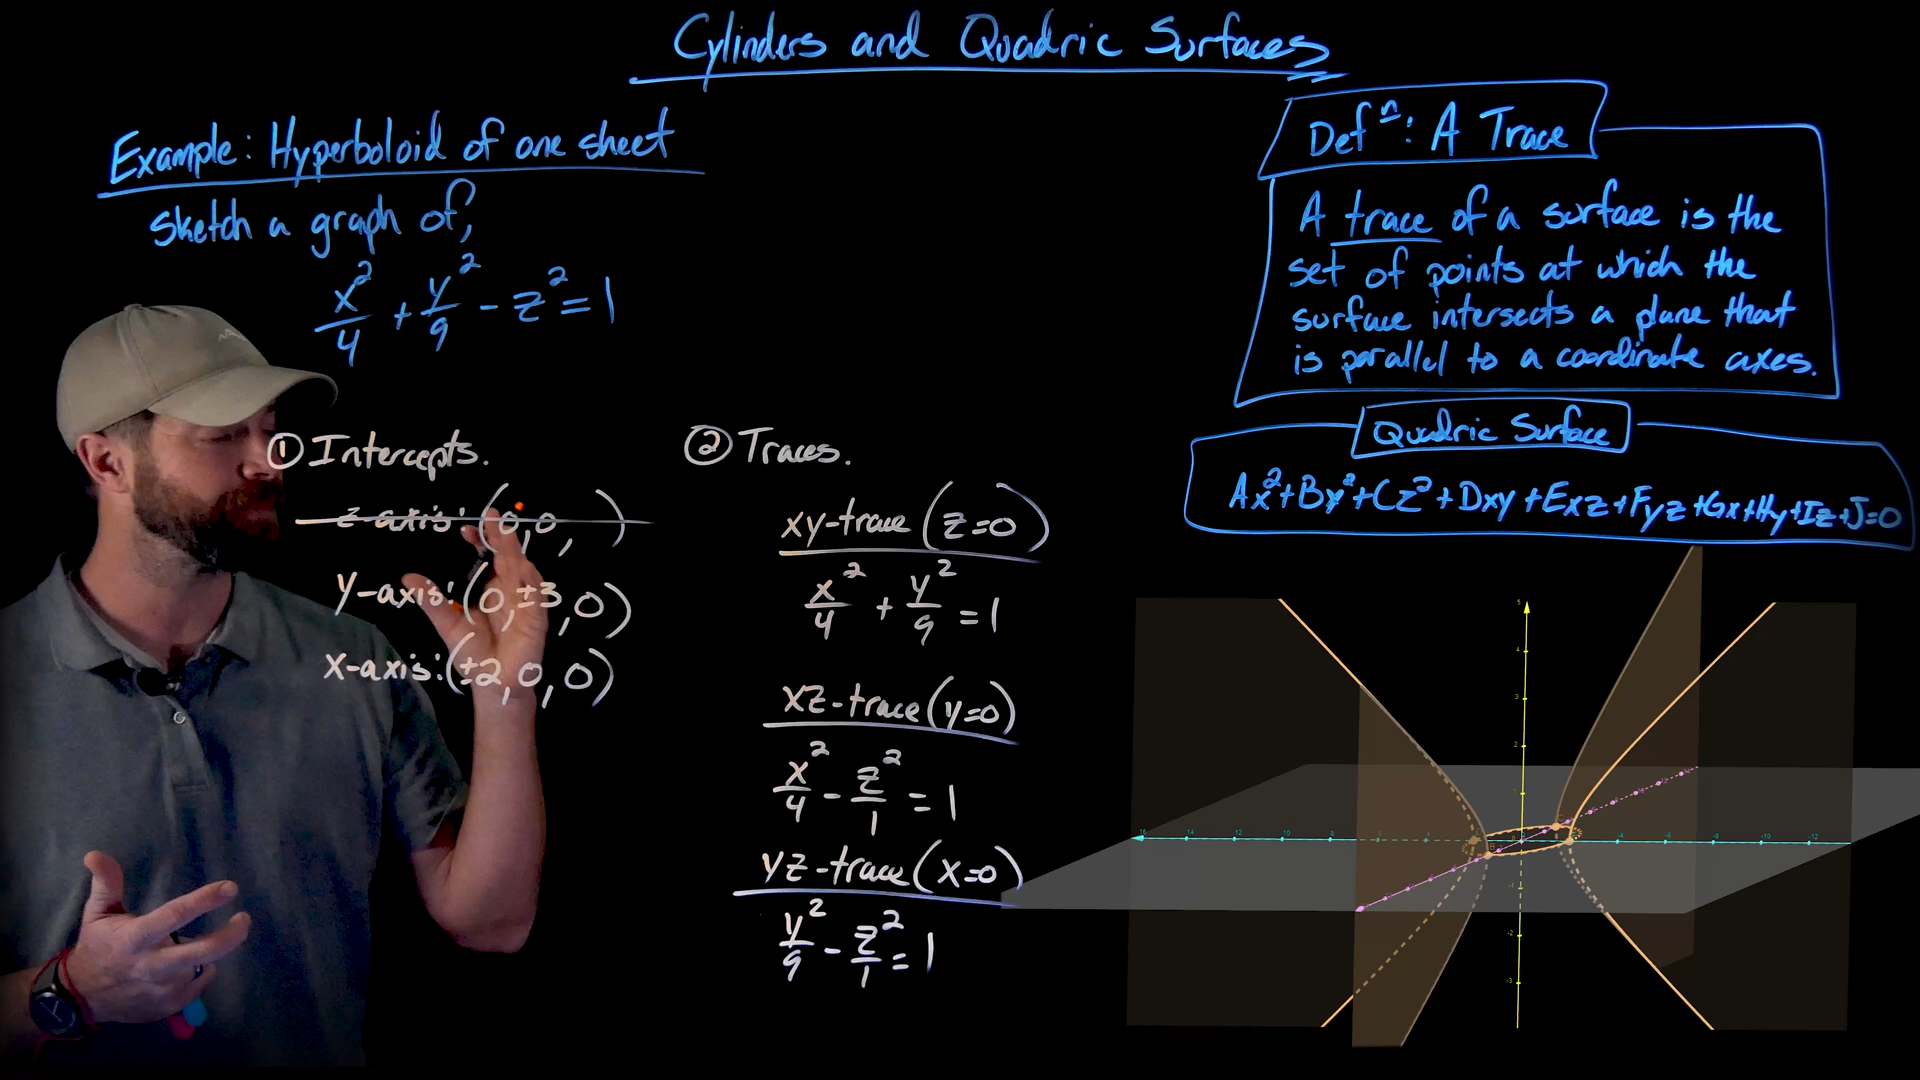 Cylinders and Quadric Surfaces
Example: Hyperboloid of one sheet
sketch a graph of,
x²/4 + y²/9 - z² = 1
① Intercepts.
z-axis: (0,0, )
y-axis: (0,±3,0)
x-axis: (±2,0,0)
② Traces.
xy-trace (z=0)
x²/4 + y²/9 = 1
xz-trace (y=0)
x²/4 - z²/1 = 1
yz-trace (x=0)
y²/9 - z²/1 = 1
Defⁿ: A Trace
A trace of a surface is the
set of points at which the
surface intersects a plane that
is parallel to a coordinate axes.
Quadric Surface
Ax²+By²+Cz²+Dxy+Exz+Fyz+Gx+Hy+Iz+J=0